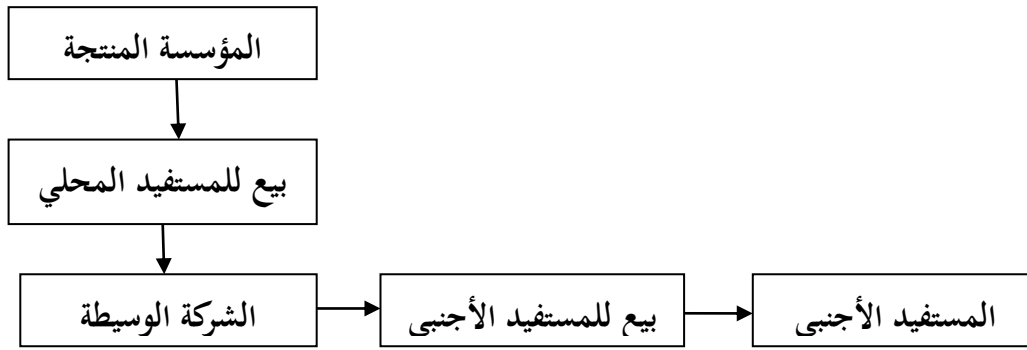 المؤسسة المنتجة
بيع للمستفيد المحلي
الشركة الوسيطة
بيع للمستفيد الأجنبي
المستفيد الأجنبي